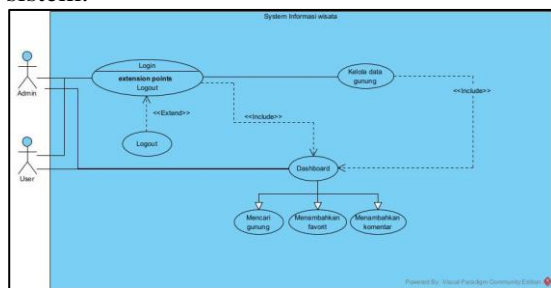 sistem.
System Informasi wisata
Login
extension points
Logout
Kelola data
gunung
Admin
<<Include>>
<<Extend>>
<<Include>>
Logout
User
Dashboard
Mencari
gunung
Menambahkan
favorit
Menambahkan
komentar
Powered By Visual Paradigm Community Edition